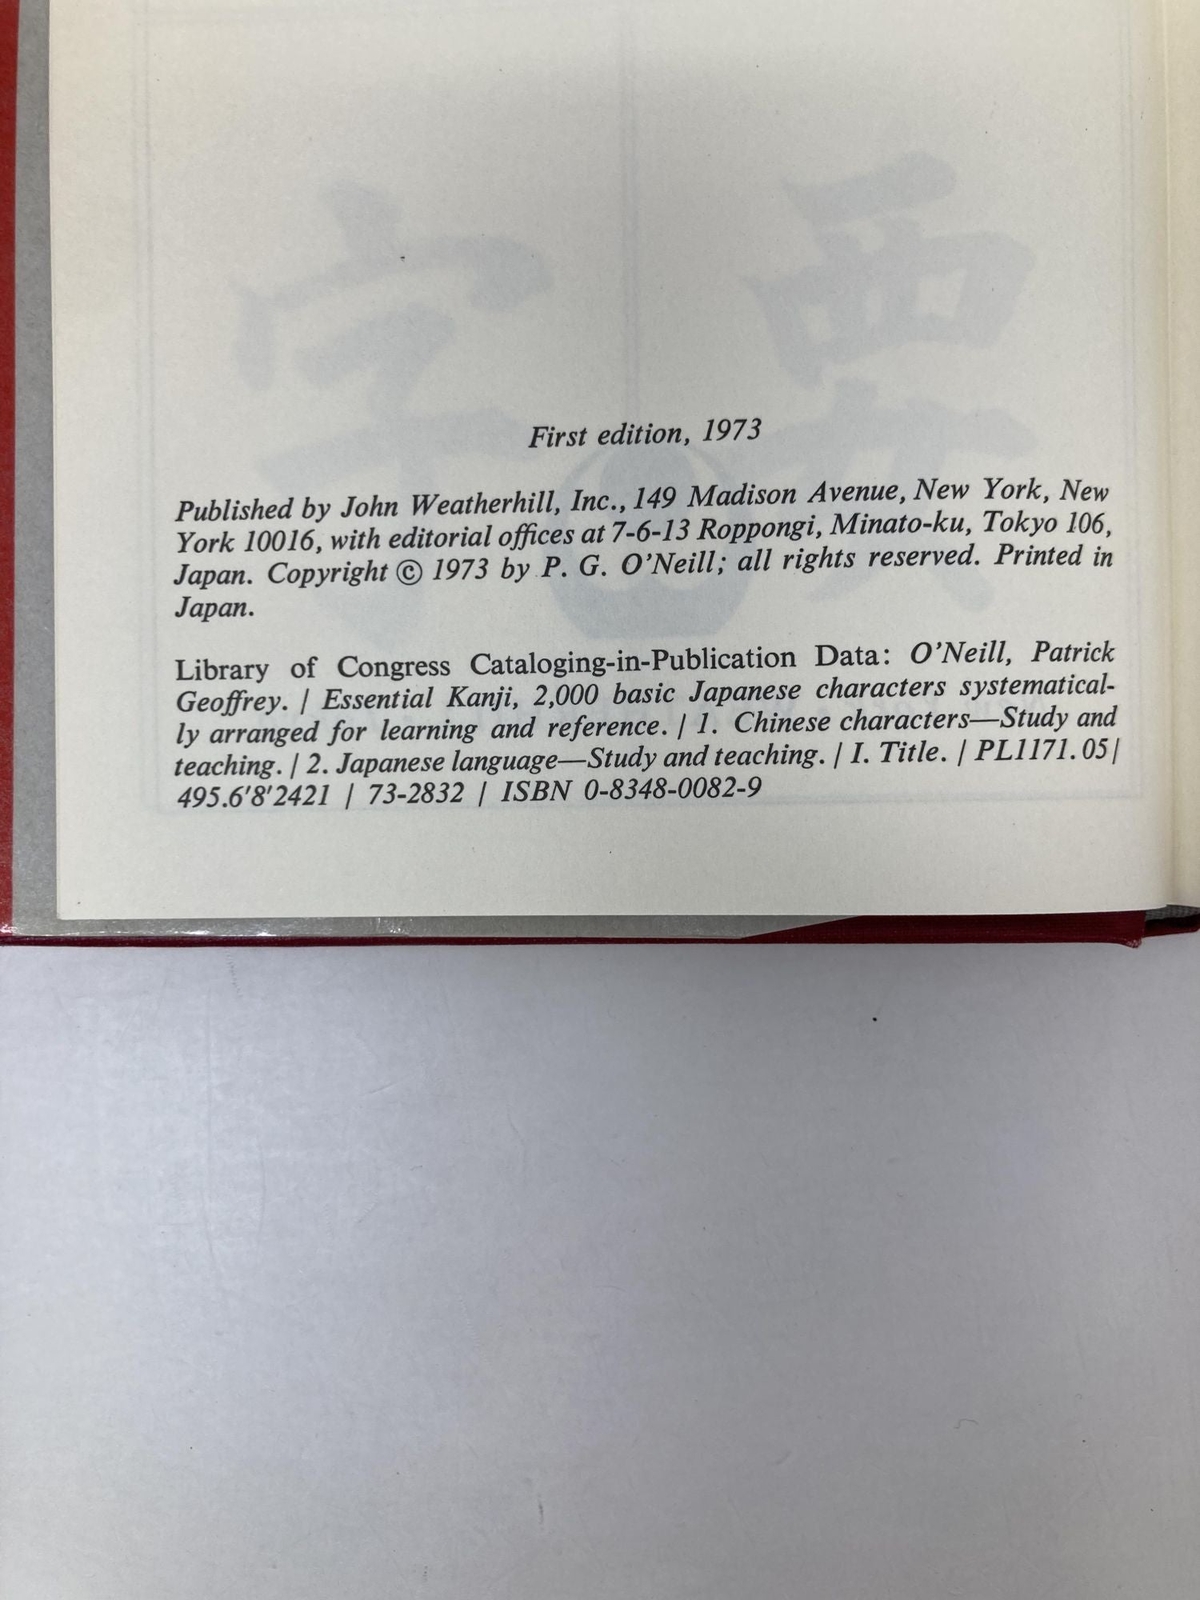 First edition, 1973
Published by John Weatherhill, Inc., 149 Madison Avenue, New York, New
York 10016, with editorial offices at 7-6-13 Roppongi, Minato-ku, Tokyo 106,
Japan. Copyright © 1973 by P. G. O'Neill; all rights reserved. Printed in
Japan.
Library of Congress Cataloging-in-Publication Data: O'Neill, Patrick
Geoffrey. | Essential Kanji, 2,000 basic Japanese characters systematical-
ly arranged for learning and reference. | 1. Chinese characters—Study and
teaching. | 2. Japanese language—Study and teaching. | I. Title. | PL1171.05|
495.6'8'2421 | 73-2832 | ISBN 0-8348-0082-9